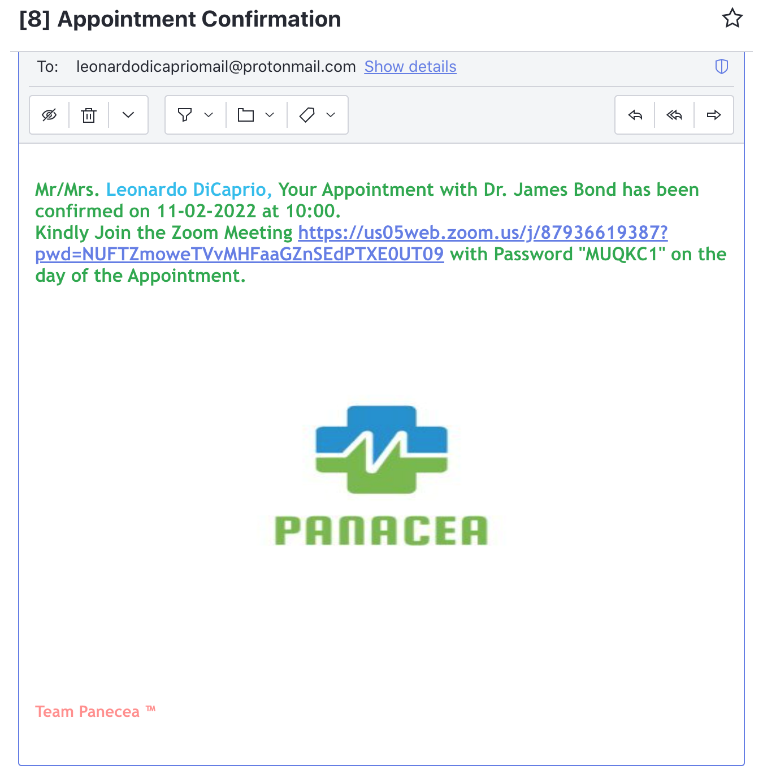 [8] Appointment Confirmation
To: leonardodicapriomail@protonmail.com Show details
Mr/Mrs. Leonardo DiCaprio, Your Appointment with Dr. James Bond has been
confirmed on 11-02-2022 at 10:00.
Kindly Join the Zoom Meeting https://us05web.zoom.us/j/87936619387?
pwd=NUFTZmoweTVvMHFaaGZnSEdPTXE0UT09 with Password "MUQKC1" on the
day of the Appointment.
PANACEA
Team Panecea ™